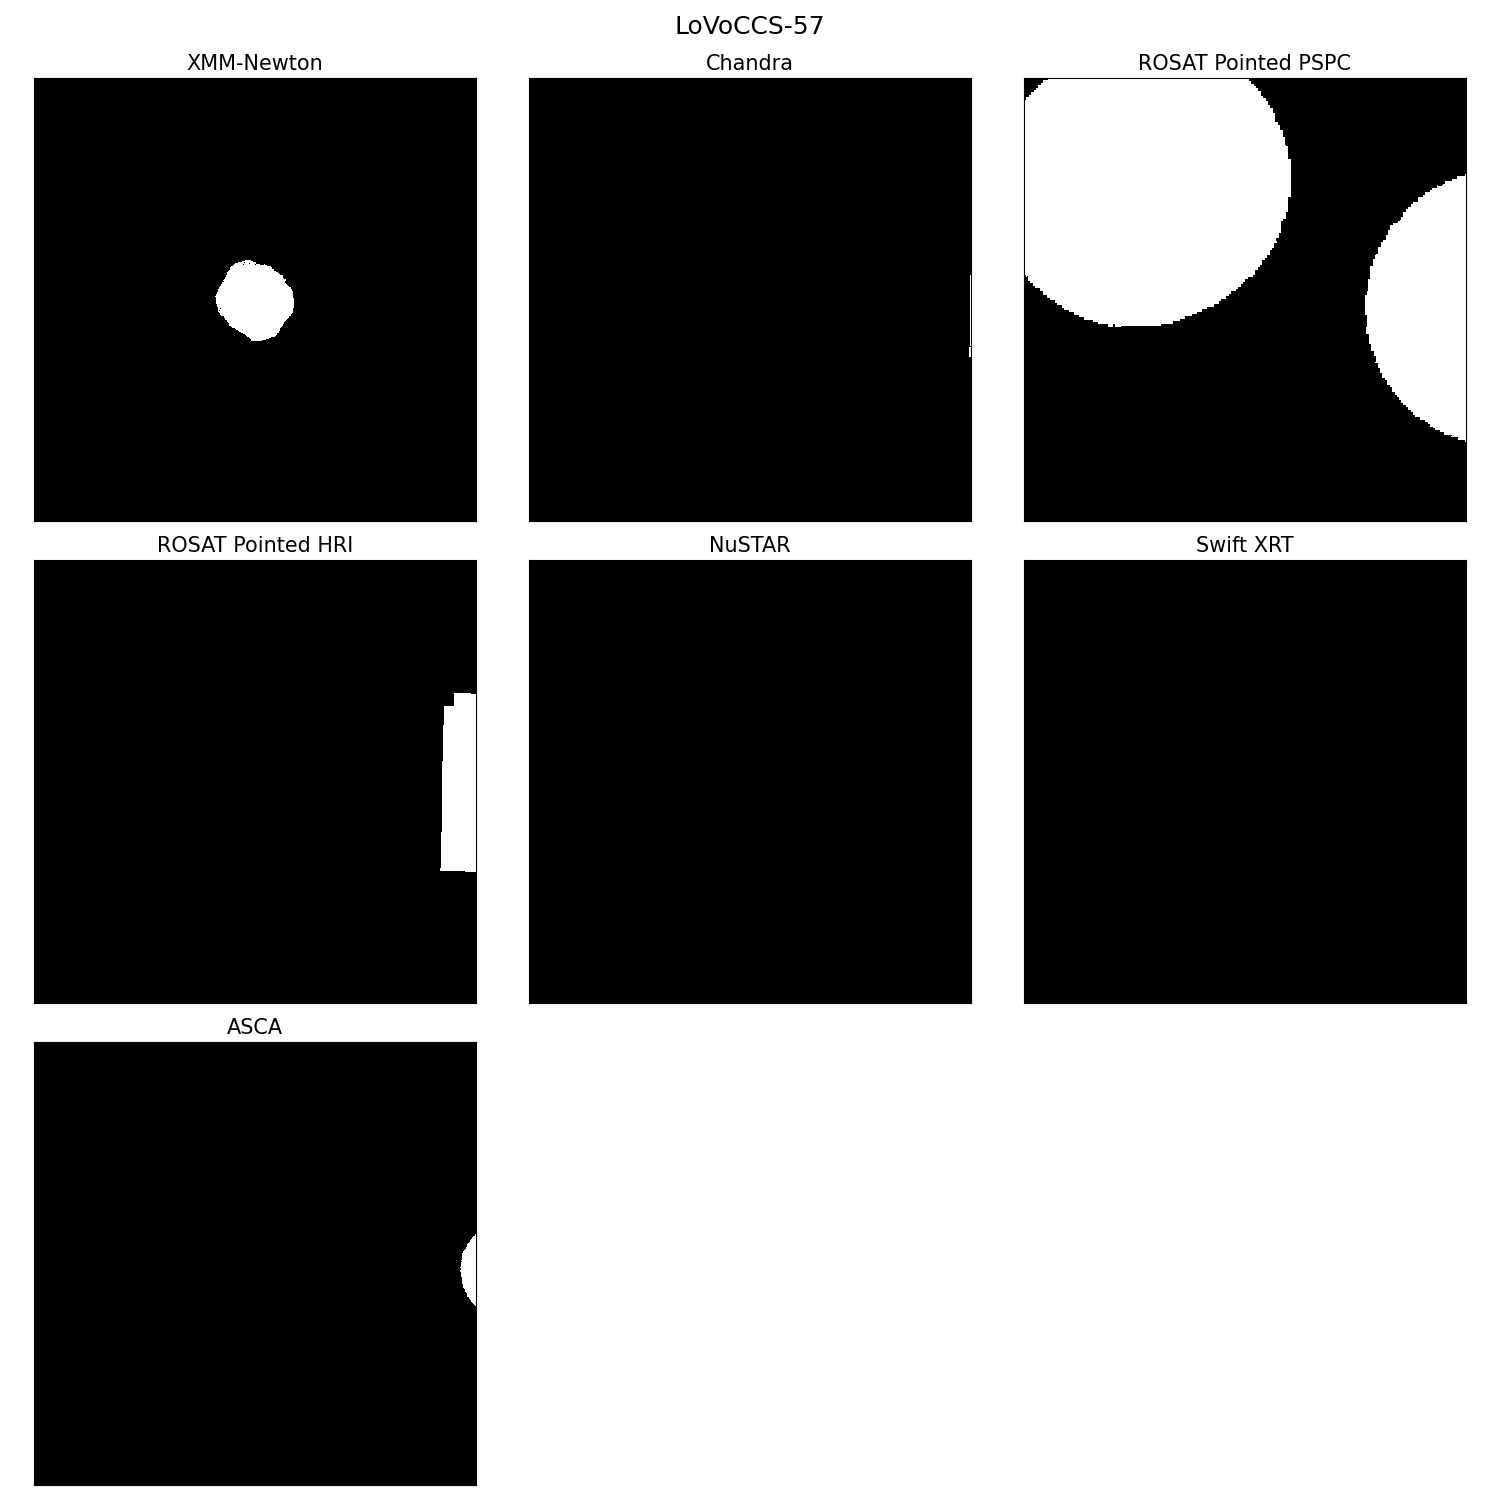 LoVoCCS-57
XMM-Newton
Chandra
ROSAT Pointed PSPC
ROSAT Pointed HRI
NuSTAR
Swift XRT
ASCA